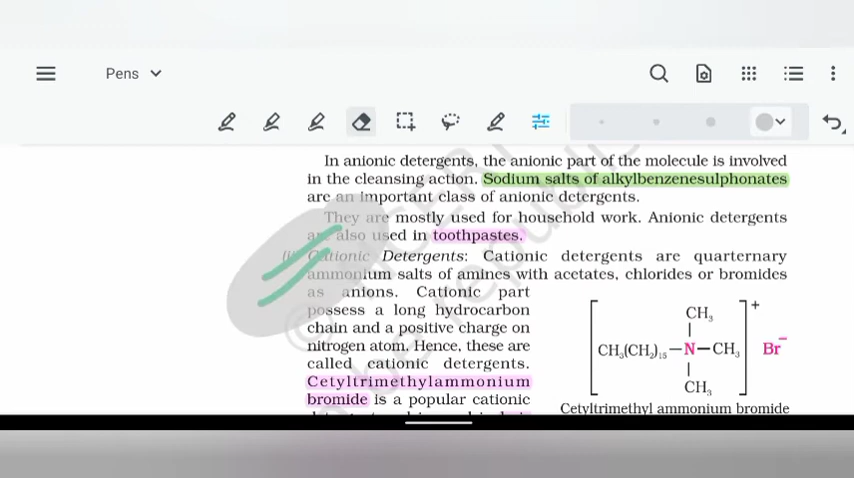 Pens
In anionic detergents, the anionic part of the molecule is involved
in the cleansing action. Sodium salts of alkylbenzenesulphonates
are an important class of anionic detergents.
They are mostly used for household work. Anionic detergents
are also used in toothpastes.
Cationic Detergents: Cationic detergents are quarternary
ammonium salts of amines with acetates, chlorides or bromides
as anions. Cationic part
possess a long hydrocarbon
chain and a positive charge on
nitrogen atom. Hence, these are
called cationic detergents.
Cetyltrimethylammonium
bromide is a popular cationic
CH₃
CH₃(CH₂)₁₅—N—CH₃
CH₃
+
Br⁻
Cetyltrimethyl ammonium bromide